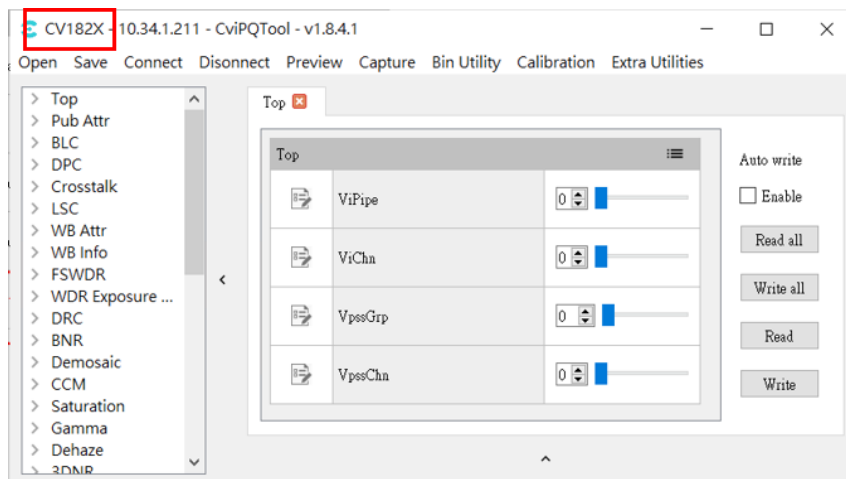 CV182X - 10.34.1.211 - CviPQTool - v1.8.4.1
Open Save Connect Disonnect Preview Capture Bin Utility Calibration Extra Utilities
Top
Pub Attr
BLC
DPC
Crosstalk
LSC
WB Attr
WB Info
FSWDR
WDR Exposure ...
DRC
BNR
Demosaic
CCM
Saturation
Gamma
Dehaze
3DNR
Top
Top
ViPipe 0
ViChn 0
VpssGrp 0
VpssChn 0
Auto write
Enable
Read all
Write all
Read
Write